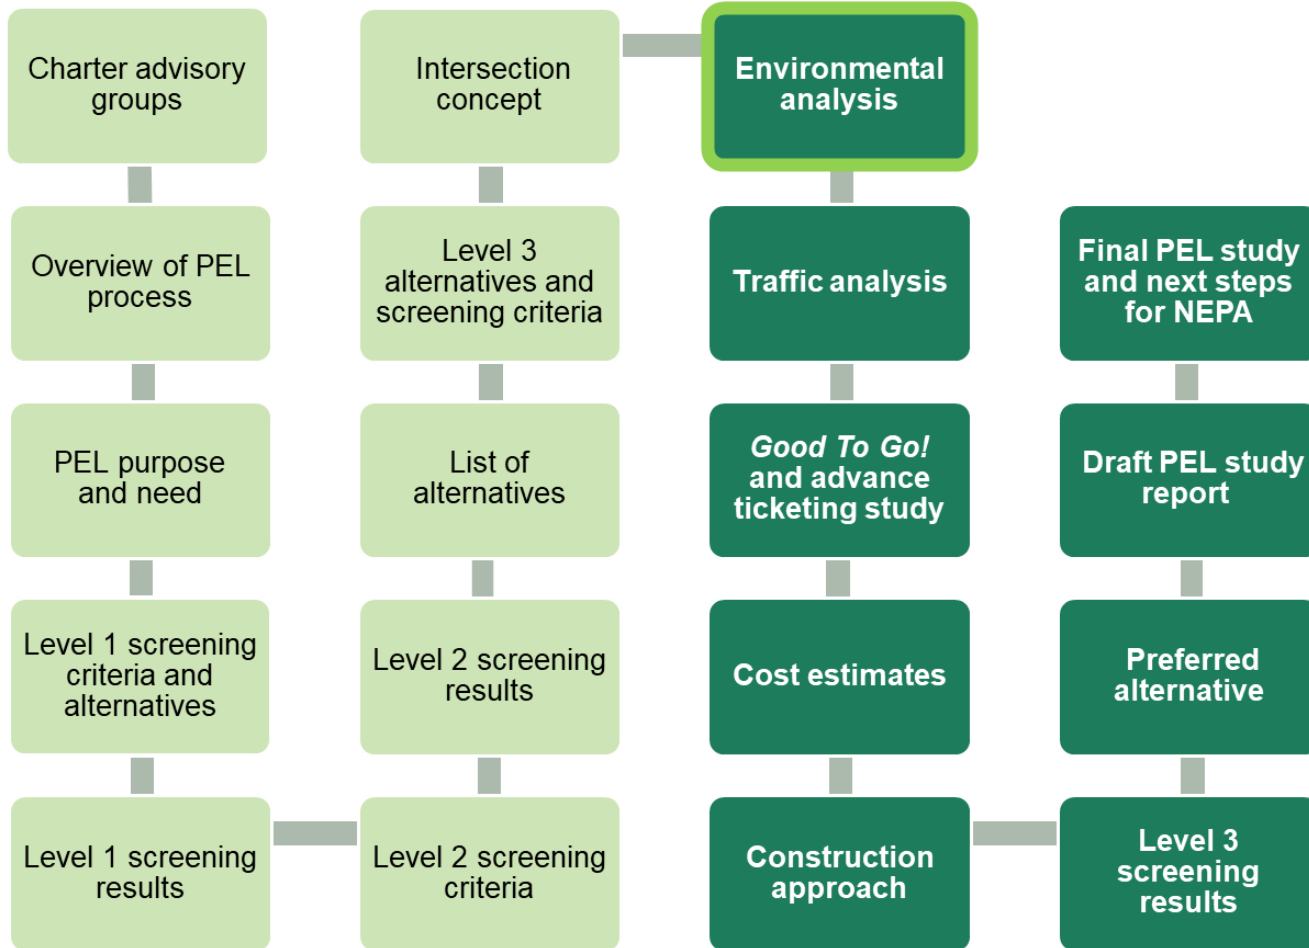 Charter advisory
groups
Overview of PEL
process
PEL purpose
and need
Level 1 screening
criteria and
alternatives
Level 1 screening
results
Level 2 screening
criteria
Level 2 screening
results
List of
alternatives
Level 3
alternatives and
screening criteria
Intersection
concept
Environmental
analysis
Traffic analysis
Good To Go!
and advance
ticketing study
Cost estimates
Construction
approach
Level 3
screening
results
Preferred
alternative
Draft PEL study
report
Final PEL study
and next steps
for NEPA